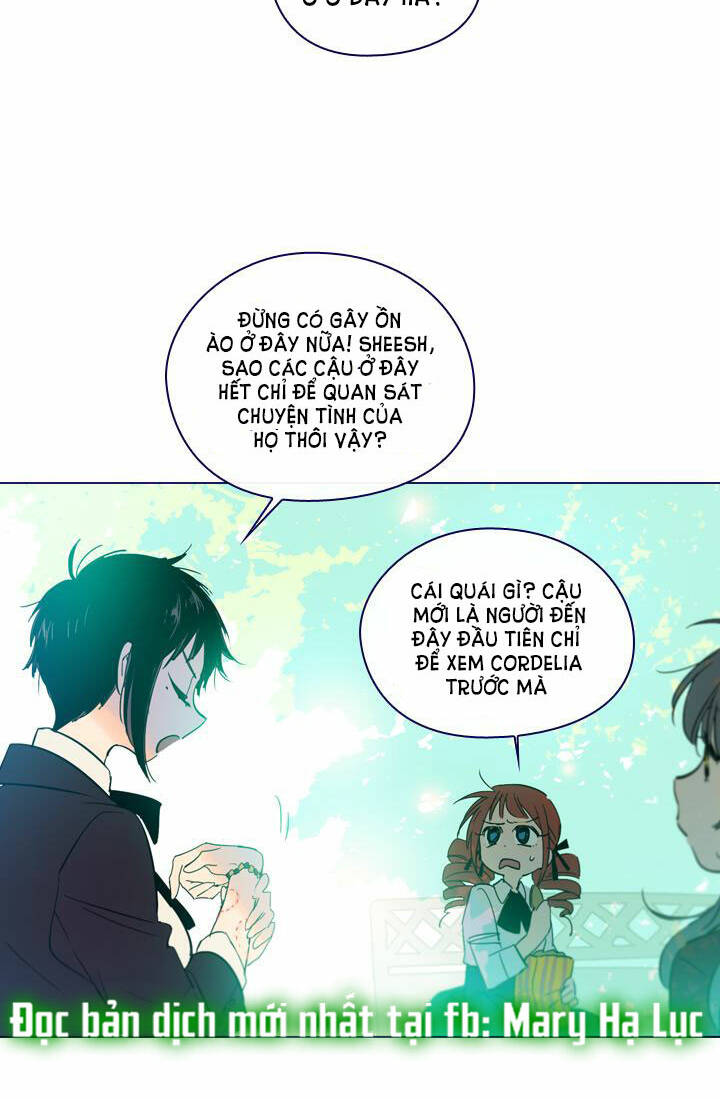 ĐỪNG CÓ GÂY ỒN
ÀO Ở ĐÂY NỮA! SHEESH,
SAO CÁC CẬU Ở ĐÂY
HẾT CHỈ ĐỂ QUAN SÁT
CHUYỆN TÌNH CỦA
HỌ THÔI VẬY?
CÁI QUÁI GÌ? CẬU
MỚI LÀ NGƯỜI ĐẾN
ĐÂY ĐẦU TIÊN CHỈ
ĐỂ XEM CORDELIA
TRƯỚC MÀ
Đọc bản dịch mới nhất tại fb: Mary Hạ Lục